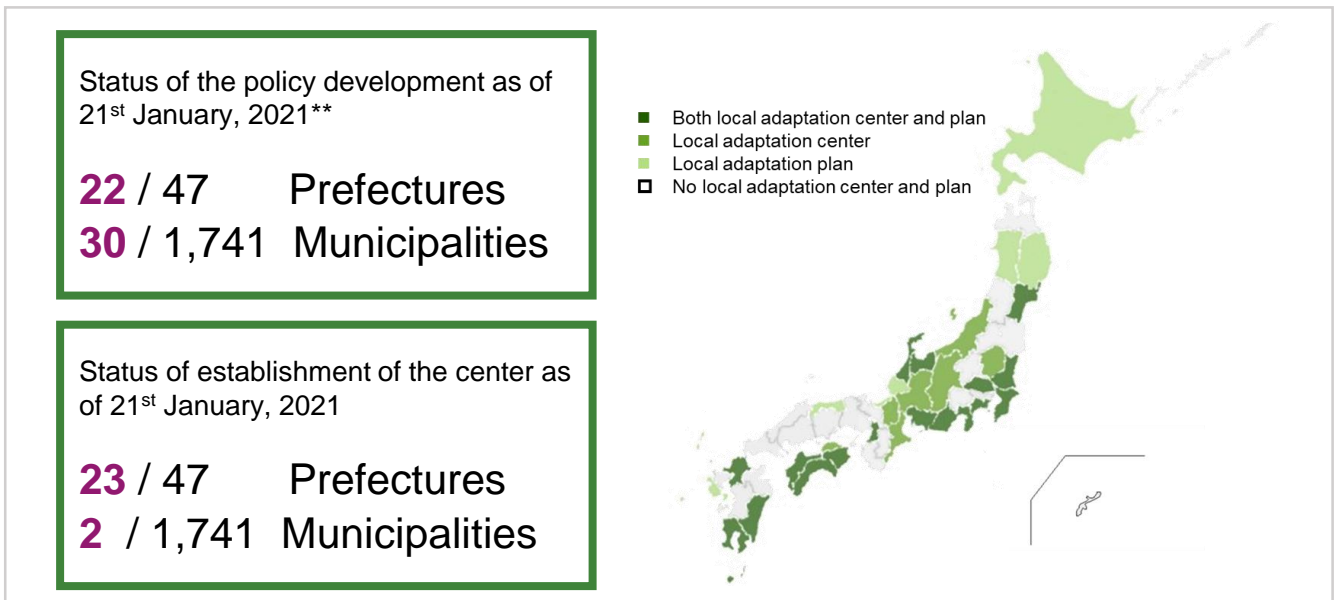 Status of the policy development as of
21st January, 2021**
22 / 47 Prefectures
30 / 1,741 Municipalities
Status of establishment of the center as
of 21st January, 2021
23 / 47 Prefectures
2 / 1,741 Municipalities
Both local adaptation center and plan
Local adaptation center
Local adaptation plan
No local adaptation center and plan